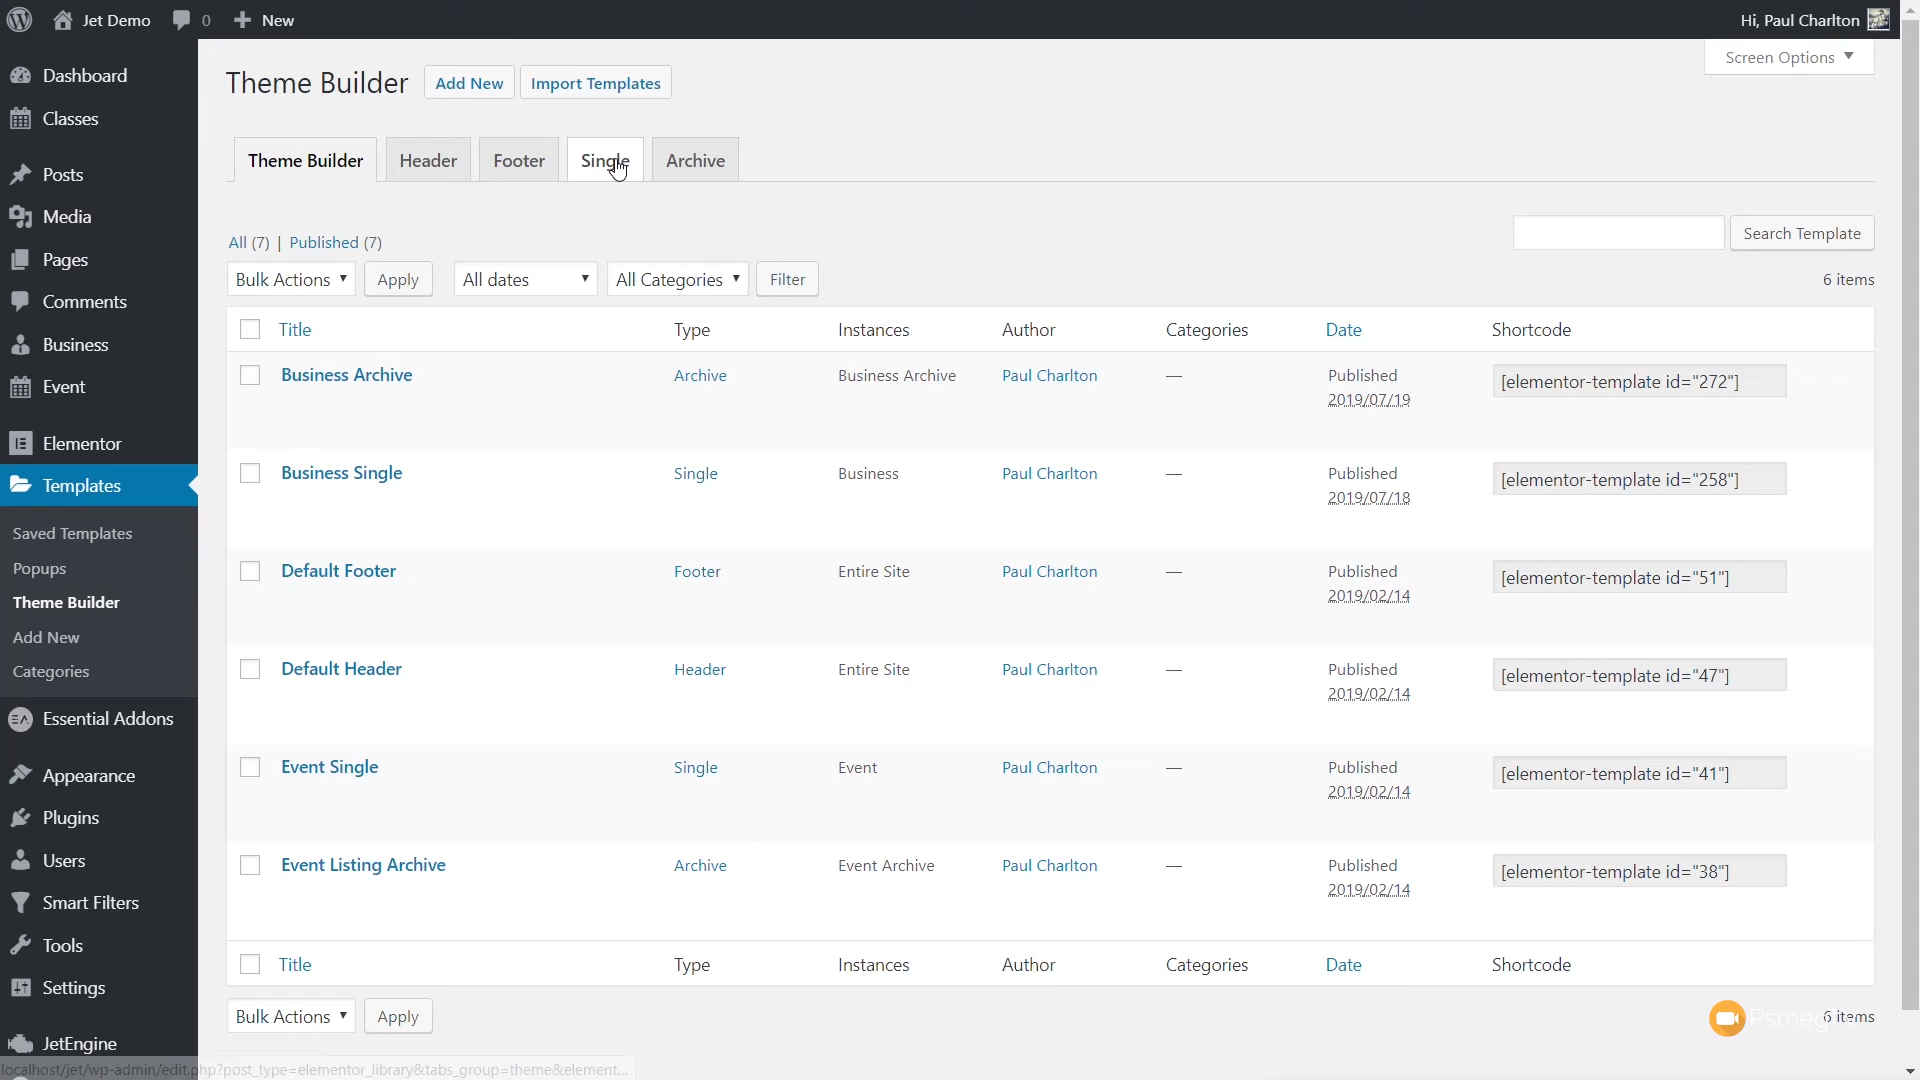 Jet Demo 0 New Hi, Paul Charlton
Screen Options
Dashboard
Classes
Posts
Media
Pages
Comments
Business
Event
Elementor
Templates
Saved Templates
Popups
Theme Builder
Add New
Categories
Essential Addons
Appearance
Plugins
Users
Smart Filters
Tools
Settings
JetEngine
Theme Builder Add New Import Templates
Theme Builder Header Footer Single Archive
All (7) | Published (7)
Search Template
Bulk Actions Apply All dates All Categories Filter 6 items
Title Type Instances Author Categories Date Shortcode
Business Archive Archive Business Archive Paul Charlton — Published [elementor-template id="272"]
2019/07/19
Business Single Single Business Paul Charlton — Published [elementor-template id="258"]
2019/07/18
Default Footer Footer Entire Site Paul Charlton — Published [elementor-template id="51"]
2019/02/14
Default Header Header Entire Site Paul Charlton — Published [elementor-template id="47"]
2019/02/14
Event Single Single Event Paul Charlton — Published [elementor-template id="41"]
2019/02/14
Event Listing Archive Archive Event Archive Paul Charlton — Published [elementor-template id="38"]
2019/02/14
Title Type Instances Author Categories Date Shortcode
Bulk Actions Apply 6 items
localhost/jet/wp-admin/edit.php?post_type=elementor_library&tabs_group=theme&element...